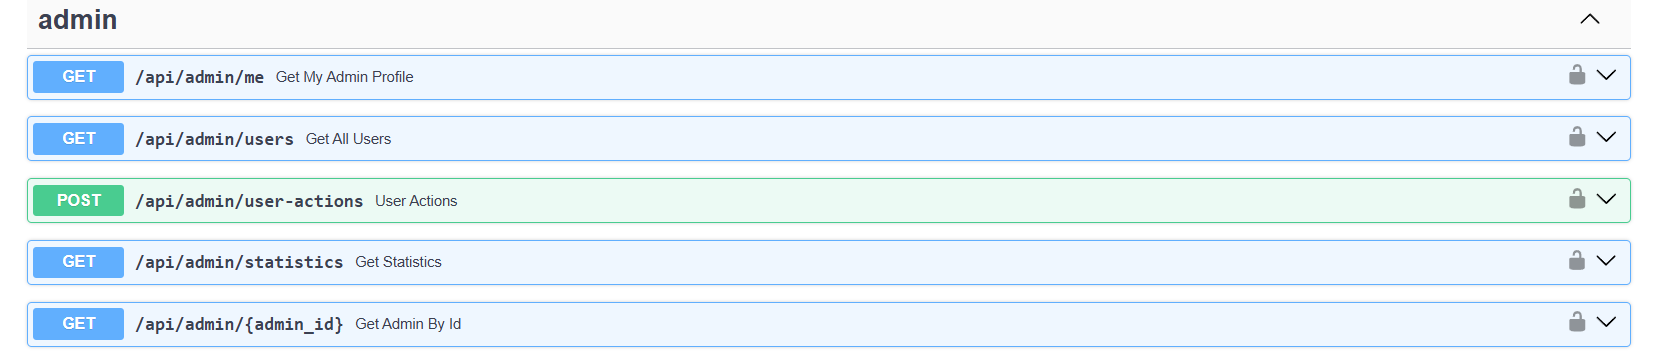 admin
GET /api/admin/me Get My Admin Profile
GET /api/admin/users Get All Users
POST /api/admin/user-actions User Actions
GET /api/admin/statistics Get Statistics
GET /api/admin/{admin_id} Get Admin By Id